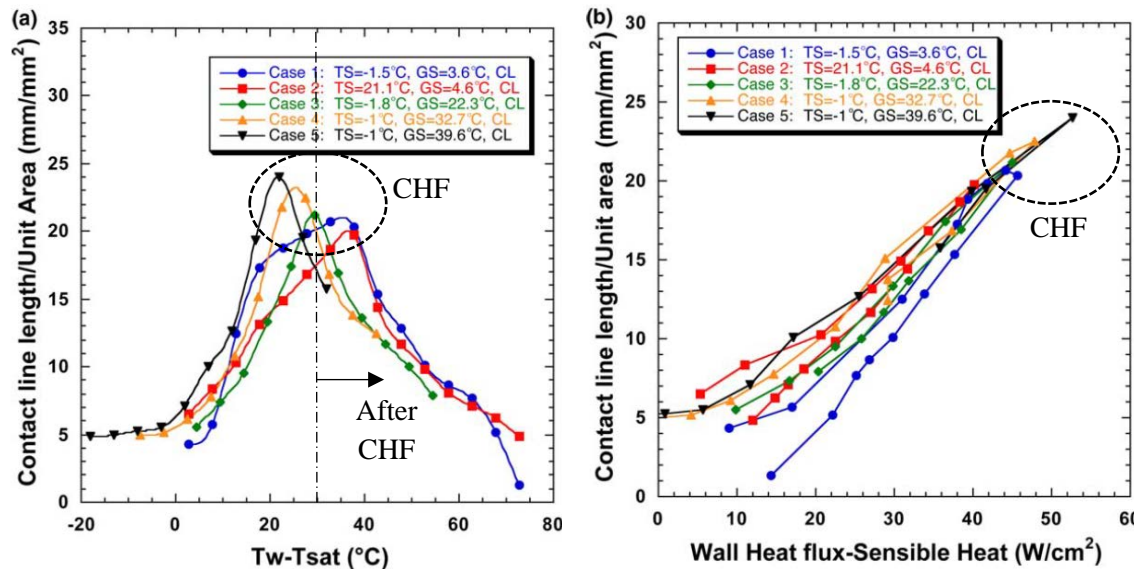 (a)
Contact line length/Unit Area (mm/mm²)
35
30
25
20
15
10
5
0
Case 1: TS=-1.5℃, GS=3.6℃, CL
Case 2: TS=21.1℃, GS=4.6℃, CL
Case 3: TS=-1.8℃, GS=22.3℃, CL
Case 4: TS=-1℃, GS=32.7℃, CL
Case 5: TS=-1℃, GS=39.6℃, CL
CHF
After
CHF
-20 0 20 40 60 80
Tw-Tsat (°C)
(b)
Contact line length/Unit area (mm/mm²)
30
25
20
15
10
5
0
Case 1: TS=-1.5℃, GS=3.6℃, CL
Case 2: TS=21.1℃, GS=4.6℃, CL
Case 3: TS=-1.8℃, GS=22.3℃, CL
Case 4: TS=-1℃, GS=32.7℃, CL
Case 5: TS=-1℃, GS=39.6℃, CL
CHF
0 10 20 30 40 50 60
Wall Heat flux-Sensible Heat (W/cm²)